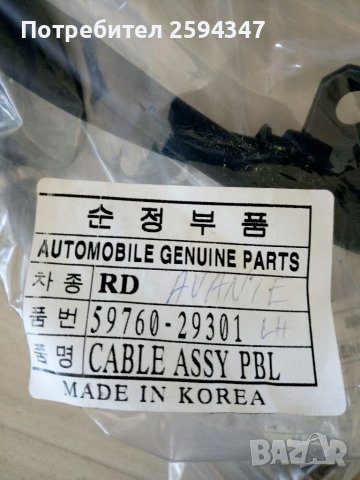 Потребител 2594347
순정부품
AUTOMOBILE GENUINE PARTS
차종 RD AVANTE
품번 59760-29301 LH
품명 CABLE ASSY PBL
MADE IN KOREA
BAZAR